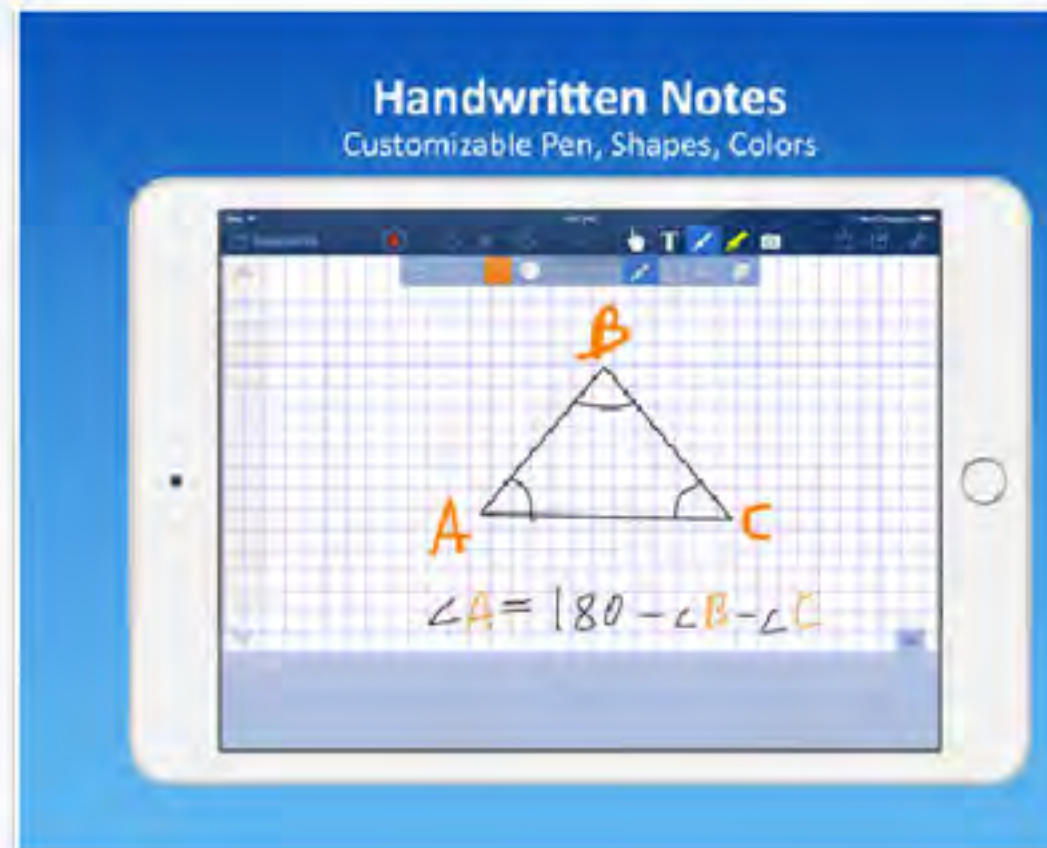 Handwritten Notes
Customizable Pen, Shapes, Colors
T
B
A
C
∠A = 180 - ∠B - ∠C